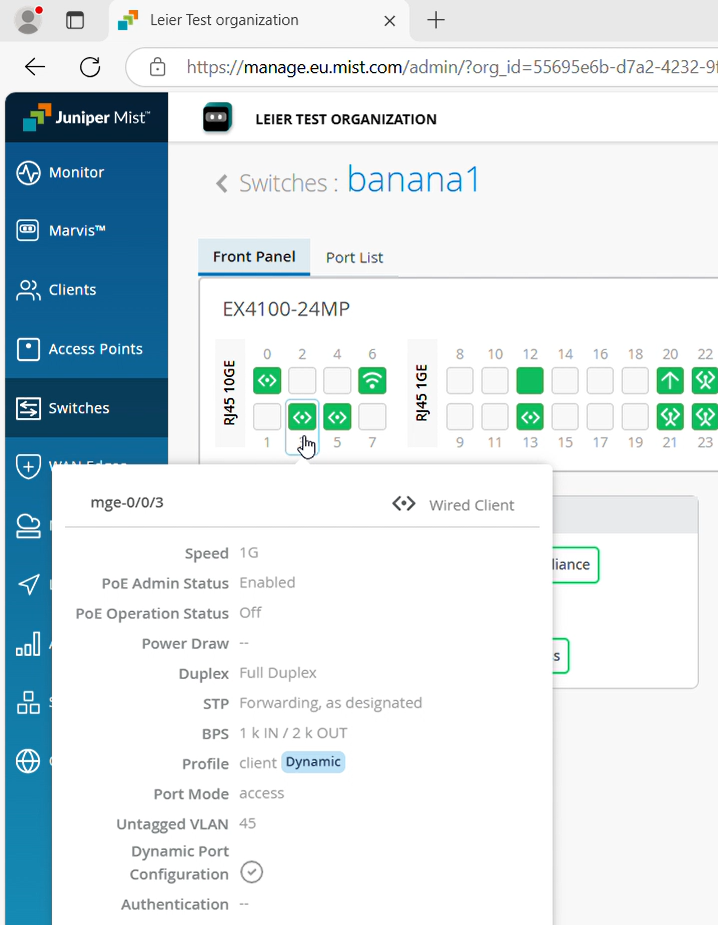 Leier Test organization
https://manage.eu.mist.com/admin/?org_id=55695e6b-d7a2-4232-9f
Juniper Mist™
LEIER TEST ORGANIZATION
Monitor
Marvis™
Clients
Access Points
Switches
WAN Edges
Switches : banana1
Front Panel Port List
EX4100-24MP
RJ45 10GE
0 2 4 6
1 5 7
RJ45 1GE
8 10 12 14 16 18 20 22
9 11 13 15 17 19 21 23
mge-0/0/3 Wired Client
Speed 1G
PoE Admin Status Enabled
PoE Operation Status Off
Power Draw --
Duplex Full Duplex
STP Forwarding, as designated
BPS 1 k IN / 2 k OUT
Profile client Dynamic
Port Mode access
Untagged VLAN 45
Dynamic Port
Configuration
Authentication --
liance
s